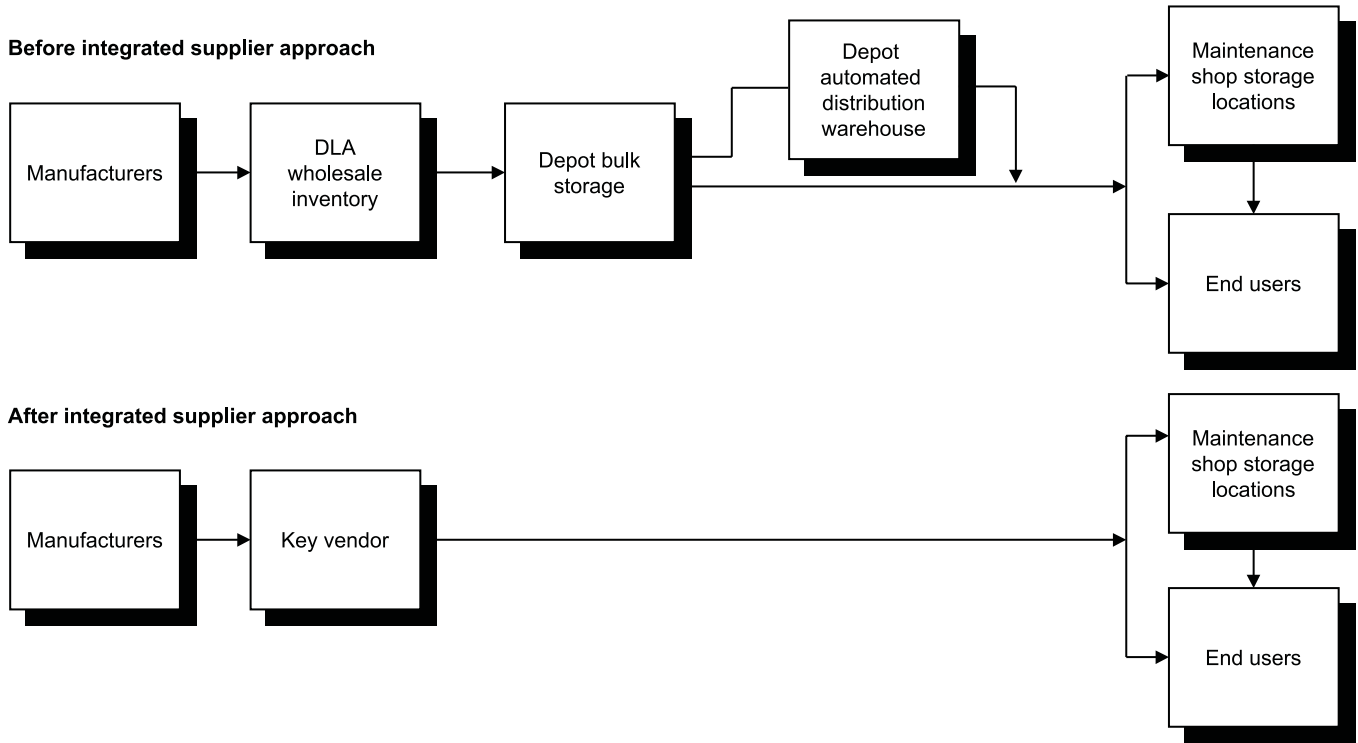 Before integrated supplier approach
Manufacturers
DLA
wholesale
inventory
Depot bulk
storage
Depot
automated
distribution
warehouse
Maintenance
shop storage
locations
End users
After integrated supplier approach
Manufacturers
Key vendor
Maintenance
shop storage
locations
End users